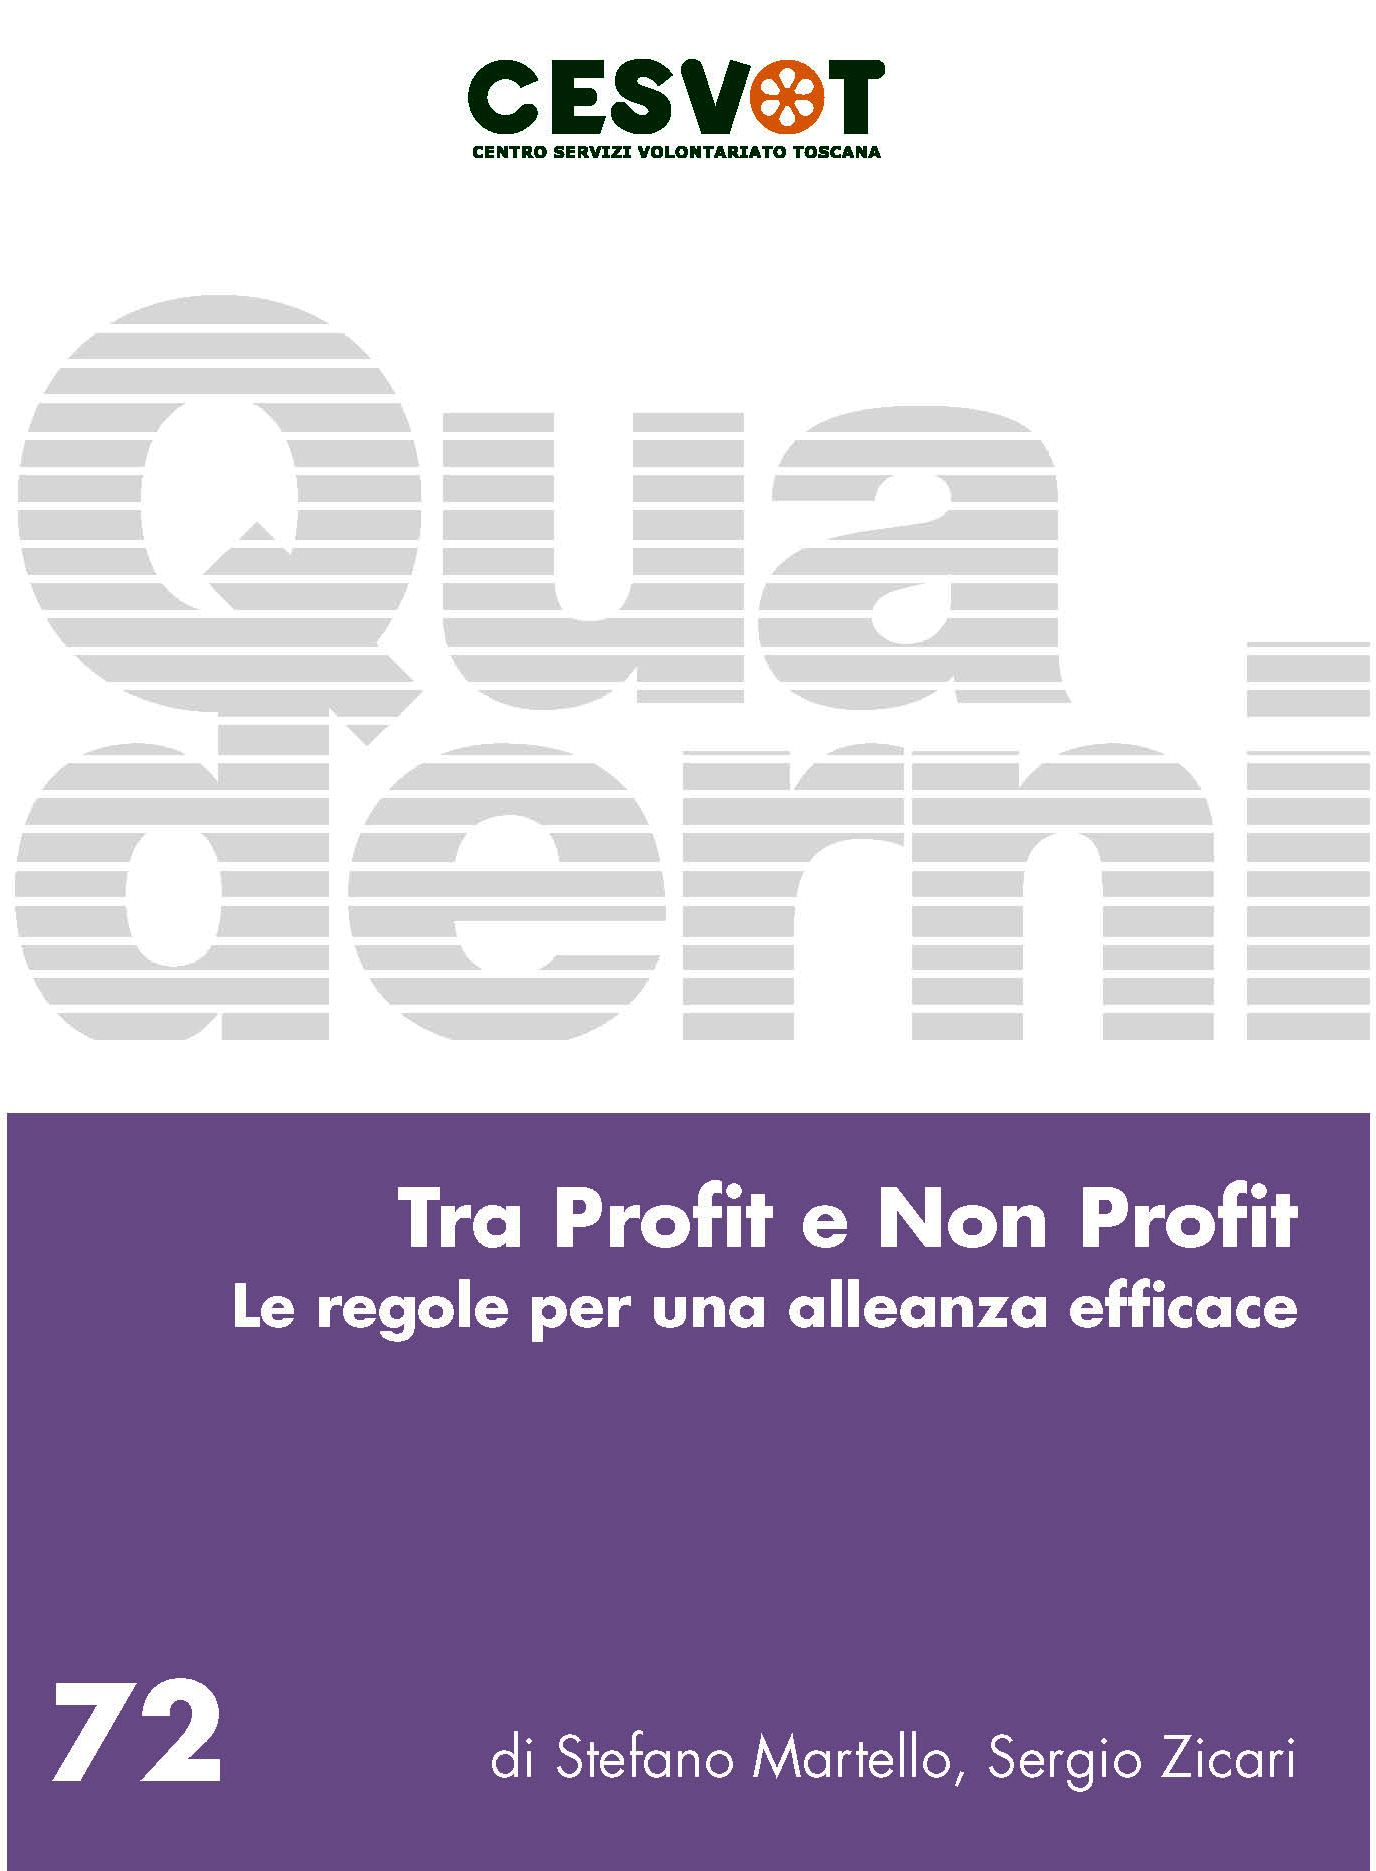 CESVOT
CENTRO SERVIZI VOLONTARIATO TOSCANA
Qua
derni
Tra Profit e Non Profit
Le regole per una alleanza efficace
72
di Stefano Martello, Sergio Zicari